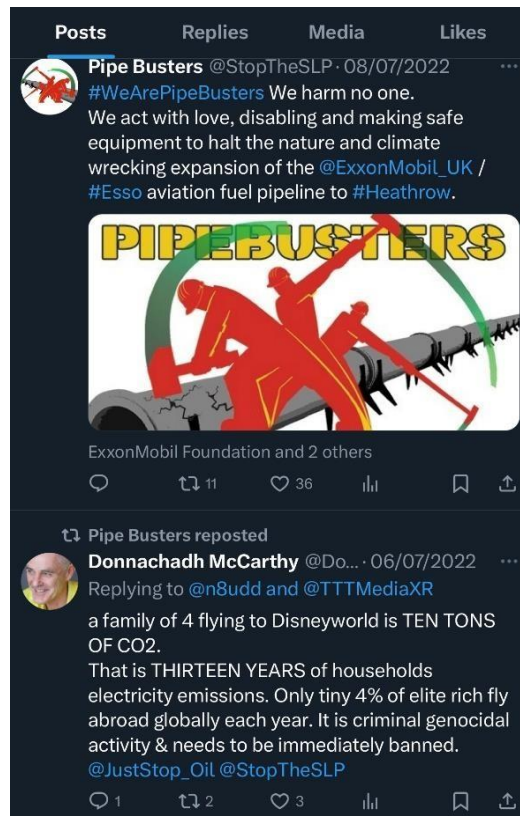 Posts Replies Media Likes
Pipe Busters @StopTheSLP · 08/07/2022 ...
#WeArePipeBusters We harm no one.
We act with love, disabling and making safe
equipment to halt the nature and climate
wrecking expansion of the @ExxonMobil_UK /
#Esso aviation fuel pipeline to #Heathrow.
PIPEBUSTERS
ExxonMobil Foundation and 2 others
11 36
Pipe Busters reposted
Donnachadh McCarthy @Do... · 06/07/2022 ...
Replying to @n8udd and @TTTMediaXR
a family of 4 flying to Disneyworld is TEN TONS
OF CO2.
That is THIRTEEN YEARS of households
electricity emissions. Only tiny 4% of elite rich fly
abroad globally each year. It is criminal genocidal
activity & needs to be immediately banned.
@JustStop_Oil @StopTheSLP
1 2 3